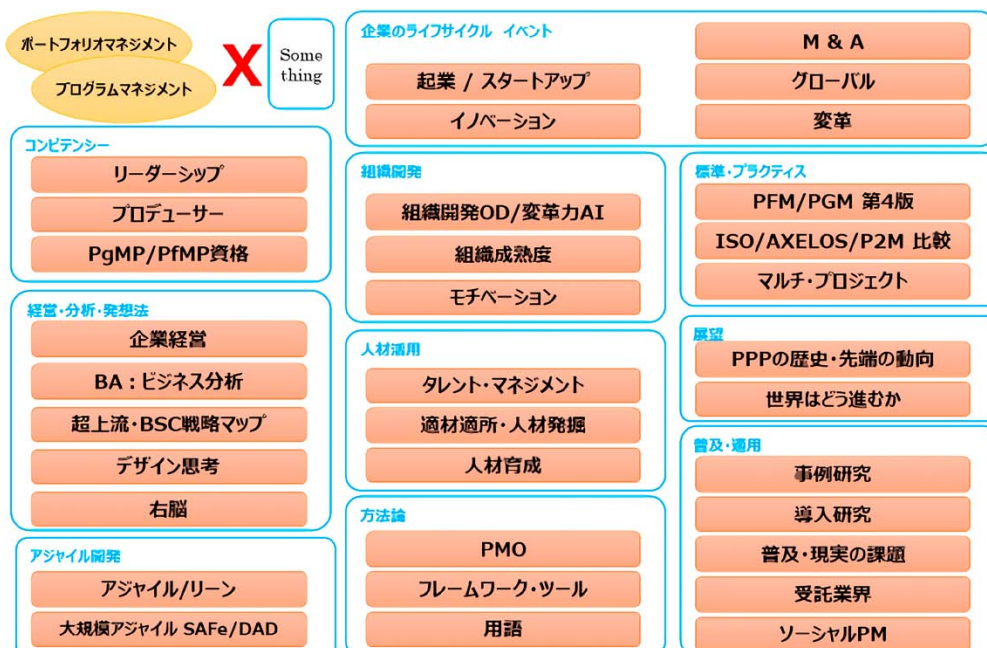 ポートフォリオマネジメント
プログラムマネジメント
X
Some
thing
企業のライフサイクル イベント
起業 / スタートアップ
イノベーション
M & A
グローバル
変革
コンピテンシー
リーダーシップ
プロデューサー
PgMP/PfMP資格
組織開発
組織開発OD/変革力AI
組織成熟度
モチベーション
標準・プラクティス
PFM/PGM 第4版
ISO/AXELOS/P2M 比較
マルチ・プロジェクト
経営・分析・発想法
企業経営
BA：ビジネス分析
超上流・BSC戦略マップ
デザイン思考
右脳
人材活用
タレント・マネジメント
適材適所・人材発掘
人材育成
展望
PPPの歴史・先端の動向
世界はどう進むか
普及・適用
事例研究
導入研究
普及・現実の課題
受託業界
ソーシャルPM
方法論
PMO
フレームワーク・ツール
用語
アジャイル開発
アジャイル/リーン
大規模アジャイル SAFe/DAD